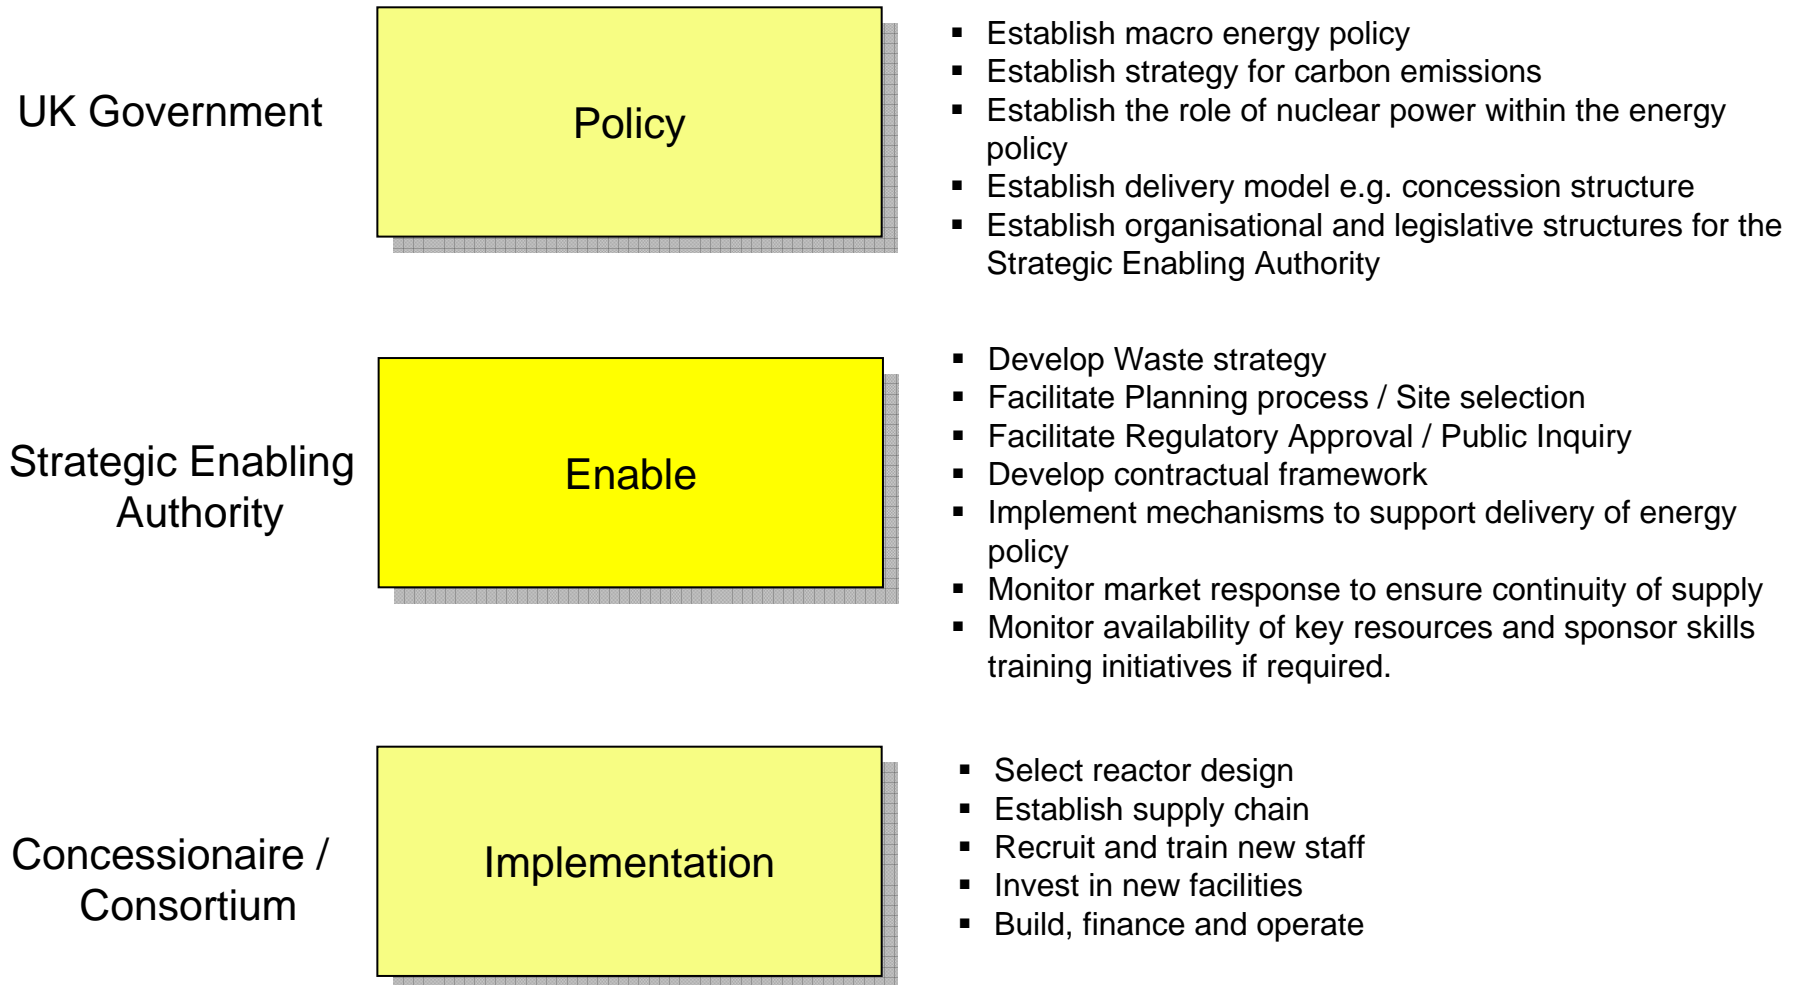 UK Government
Policy
▪ Establish macro energy policy
▪ Establish strategy for carbon emissions
▪ Establish the role of nuclear power within the energy
policy
▪ Establish delivery model e.g. concession structure
▪ Establish organisational and legislative structures for the
Strategic Enabling Authority
Strategic Enabling
Authority
Enable
▪ Develop Waste strategy
▪ Facilitate Planning process / Site selection
▪ Facilitate Regulatory Approval / Public Inquiry
▪ Develop contractual framework
▪ Implement mechanisms to support delivery of energy
policy
▪ Monitor market response to ensure continuity of supply
▪ Monitor availability of key resources and sponsor skills
training initiatives if required.
Concessionaire /
Consortium
Implementation
▪ Select reactor design
▪ Establish supply chain
▪ Recruit and train new staff
▪ Invest in new facilities
▪ Build, finance and operate